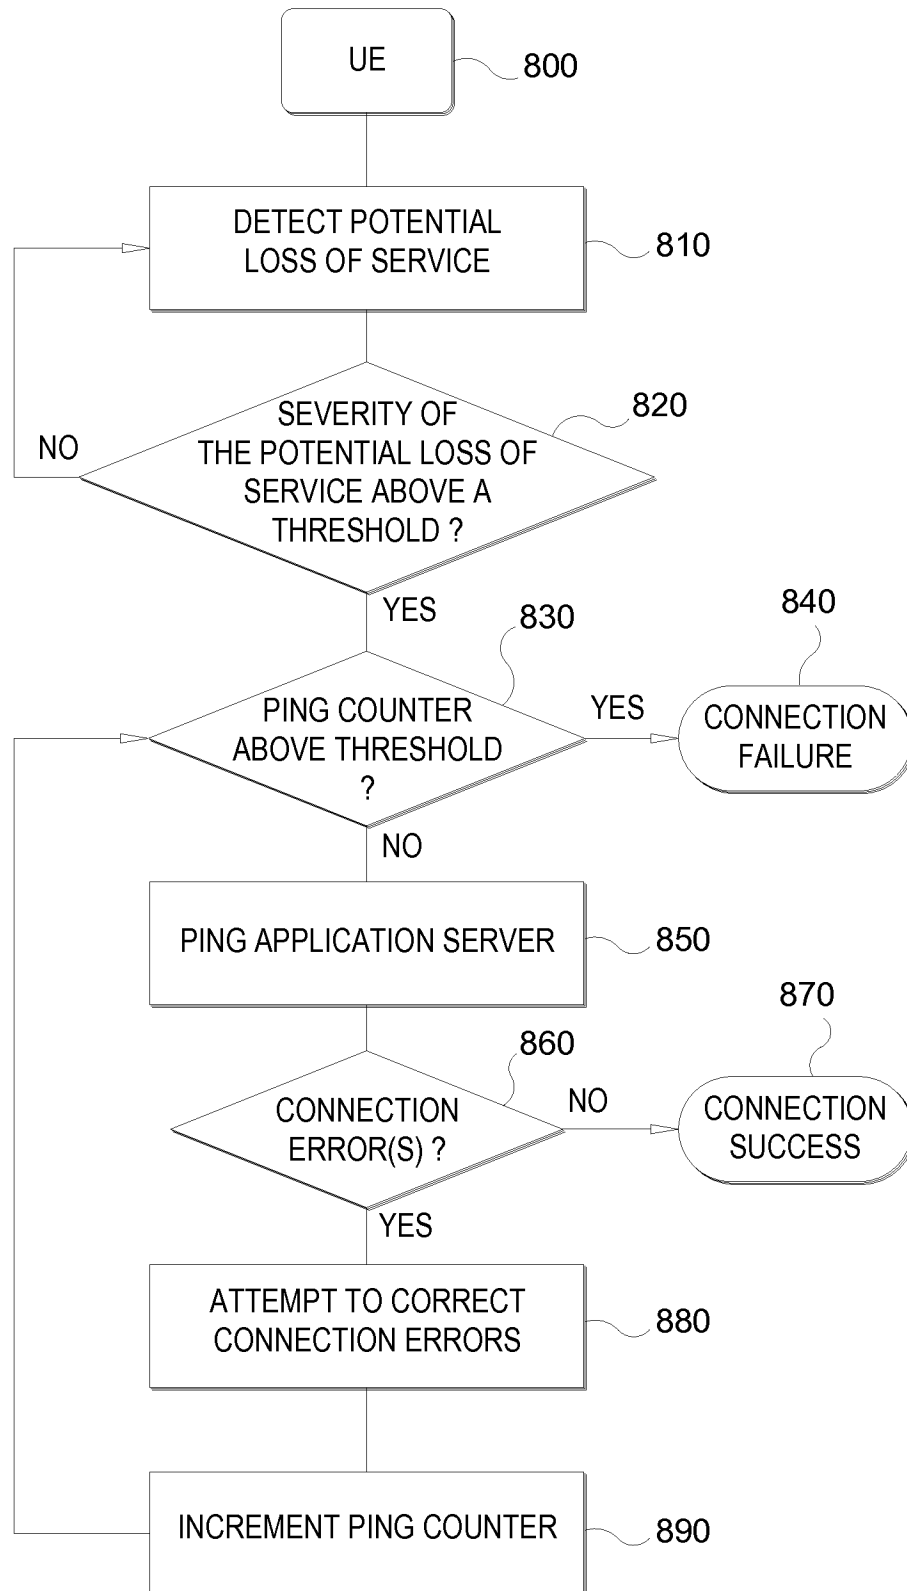 UE
800
DETECT POTENTIAL
LOSS OF SERVICE
810
SEVERITY OF
THE POTENTIAL LOSS OF
SERVICE ABOVE A
THRESHOLD ?
820
NO
YES
830
PING COUNTER
ABOVE THRESHOLD
?
YES
840
CONNECTION
FAILURE
NO
PING APPLICATION SERVER
850
860
CONNECTION
ERROR(S) ?
NO
870
CONNECTION
SUCCESS
YES
ATTEMPT TO CORRECT
CONNECTION ERRORS
880
INCREMENT PING COUNTER
890